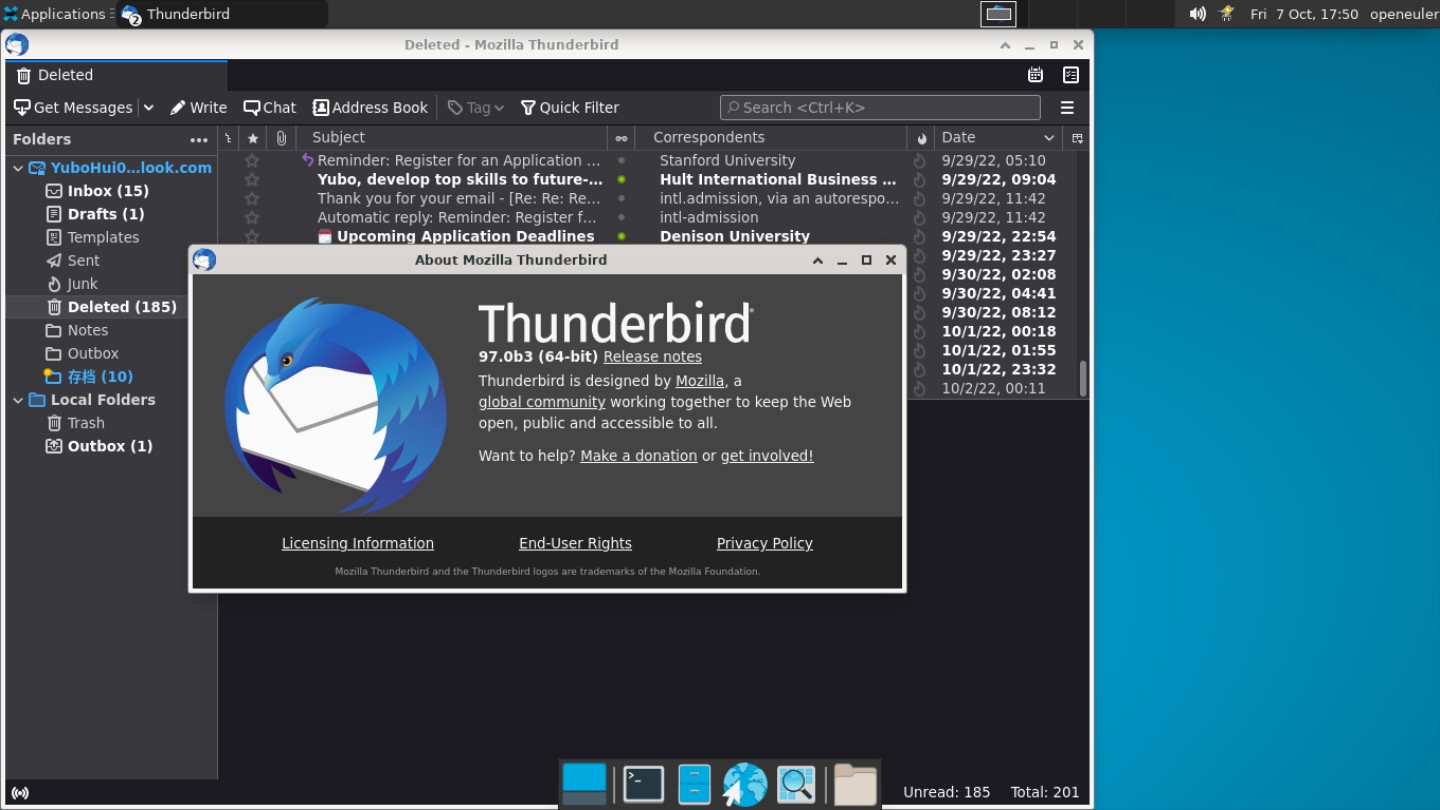 Applications
Thunderbird
2
Fri 7 Oct, 17:50
openeuler
Deleted - Mozilla Thunderbird
Deleted
Get Messages
Write
Chat
Address Book
Tag
Quick Filter
Search <Ctrl+K>
Folders
Subject
Correspondents
Date
YuboHui0...look.com
Inbox (15)
Drafts (1)
Templates
Sent
Junk
Deleted (185)
Notes
Outbox
存档 (10)
Local Folders
Trash
Outbox (1)
Reminder: Register for an Application ... Stanford University 9/29/22, 05:10
Yubo, develop top skills to future-... Hult International Business ... 9/29/22, 09:04
Thank you for your email - [Re: Re: Re... intl.admission, via an autorespo... 9/29/22, 11:42
Automatic reply: Reminder: Register f... intl-admission 9/29/22, 11:42
Upcoming Application Deadlines Denison University 9/29/22, 22:54
9/29/22, 23:27
9/30/22, 02:08
9/30/22, 04:41
9/30/22, 08:12
10/1/22, 00:18
10/1/22, 01:55
10/1/22, 23:32
10/2/22, 00:11
About Mozilla Thunderbird
Thunderbird
97.0b3 (64-bit) Release notes
Thunderbird is designed by Mozilla, a
global community working together to keep the Web
open, public and accessible to all.
Want to help? Make a donation or get involved!
Licensing Information
End-User Rights
Privacy Policy
Mozilla Thunderbird and the Thunderbird logos are trademarks of the Mozilla Foundation.
Unread: 185
Total: 201